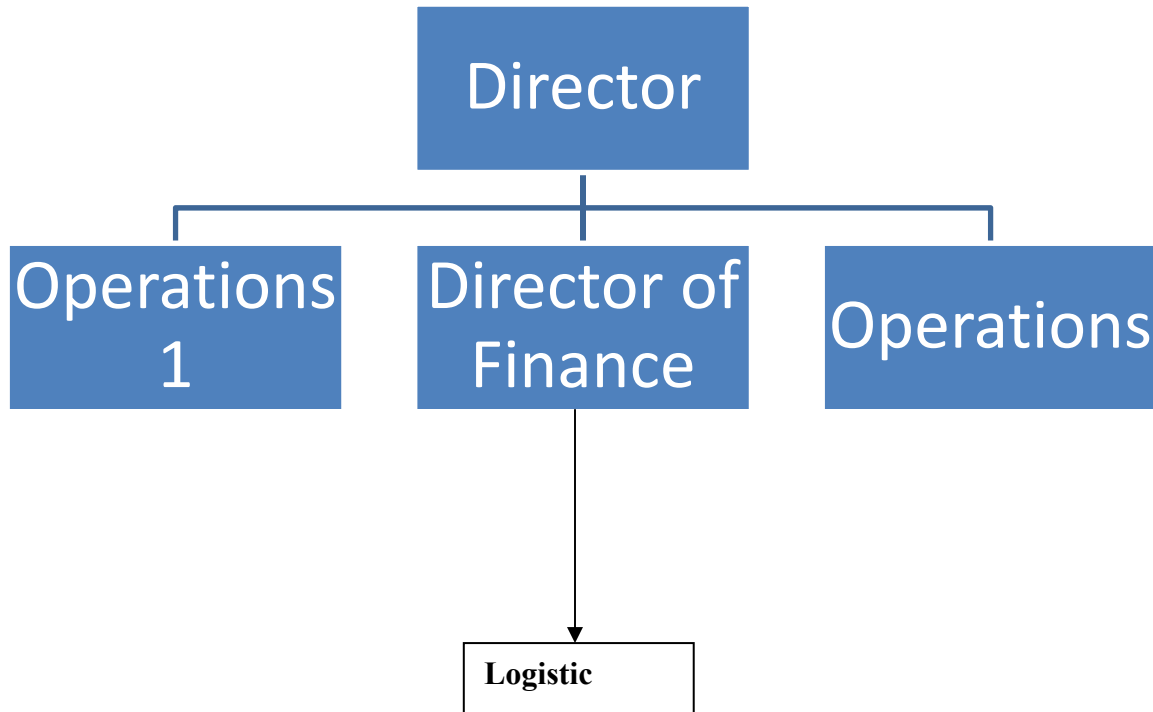 Director
Operations
1
Director of
Finance
Operations
Logistic